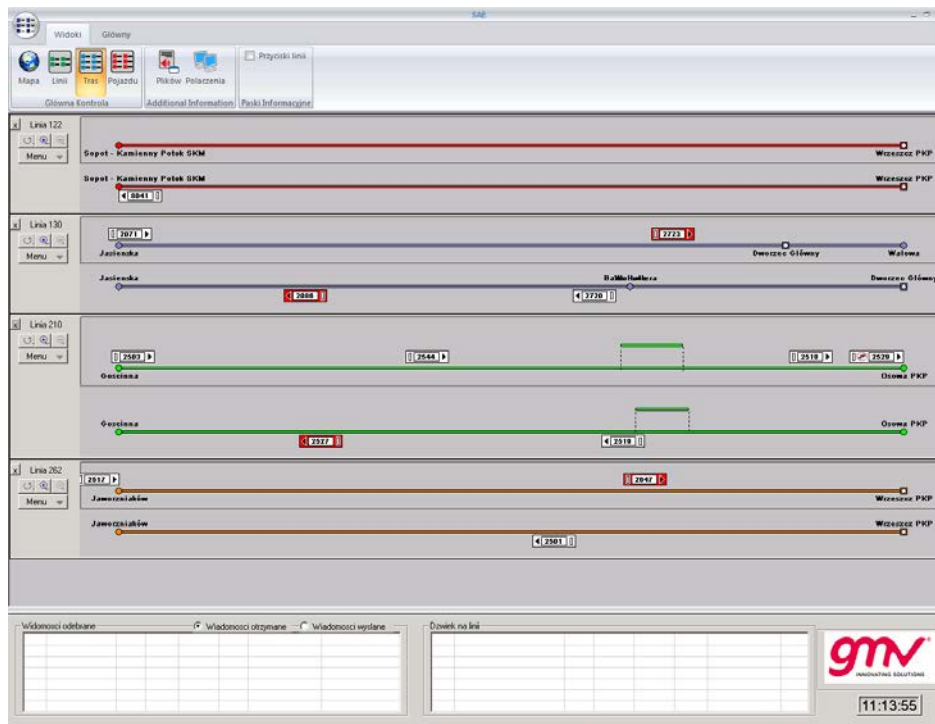 SAE
Widoki Główny
Mapa Linii Tras Pojazdu
Główna Kontrola
Plików Polaczenia
Additional Information
Przyciski linii
Paski Informacyjne
x Linia 122
Menu
Sopot - Kamienny Potok SKM Wrzeszcz PKP
Sopot - Kamienny Potok SKM Wrzeszcz PKP
8041
x Linia 130
Menu
2071 2723
Jasienska Dworzec Główny Wałowa
Jasienska Dworzec Główny
2086 2720
x Linia 210
Menu
2503 2544 2510 2529
Goscinna Osowa PKP
Goscinna Osowa PKP
2527 2519
x Linia 262
Menu
2017 2047
Jaworzniaków Wrzeszcz PKP
Jaworzniaków Wrzeszcz PKP
2501
Widomosci odebrane Wiadomosci otrzymane Wiadomosci wyslane
Dzwiek na linii
gmv
INNOVATING SOLUTIONS
11:13:55